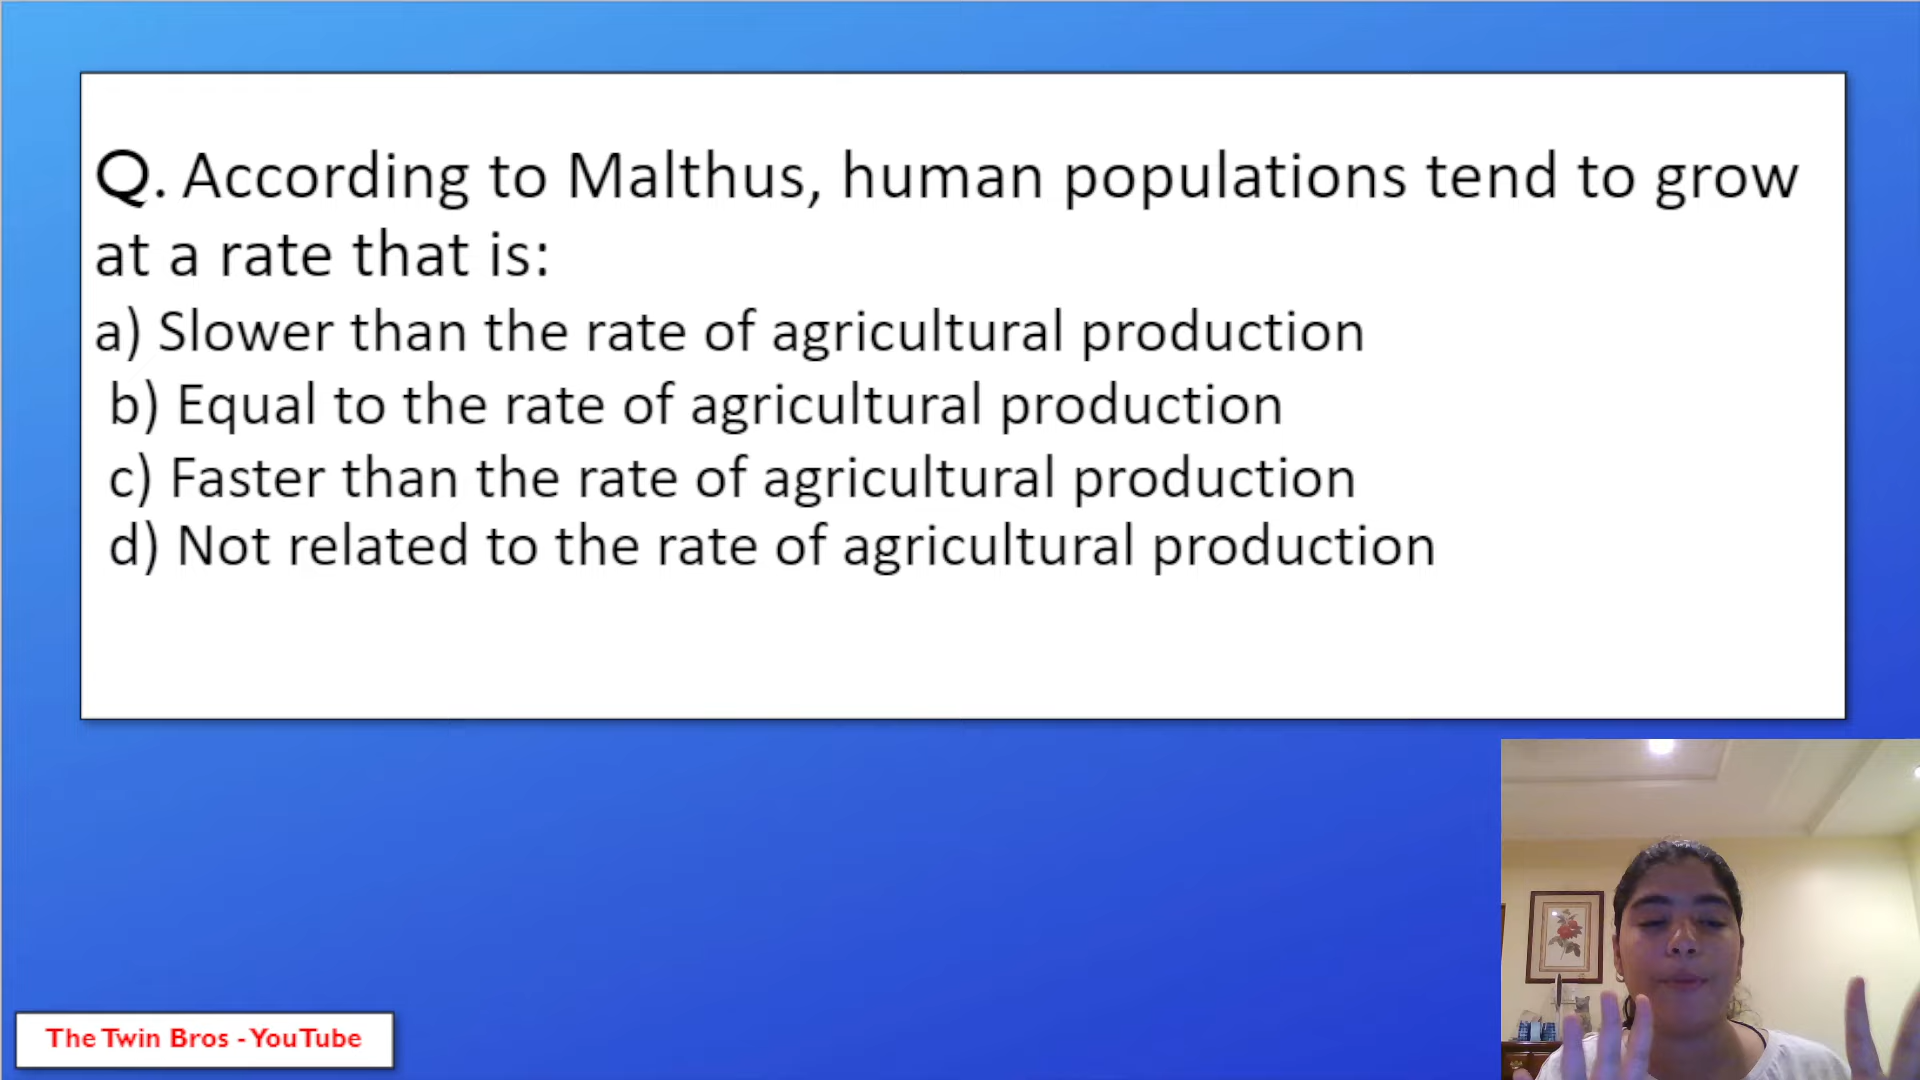 Q. According to Malthus, human populations tend to grow
at a rate that is:
a) Slower than the rate of agricultural production
b) Equal to the rate of agricultural production
c) Faster than the rate of agricultural production
d) Not related to the rate of agricultural production
The Twin Bros - YouTube